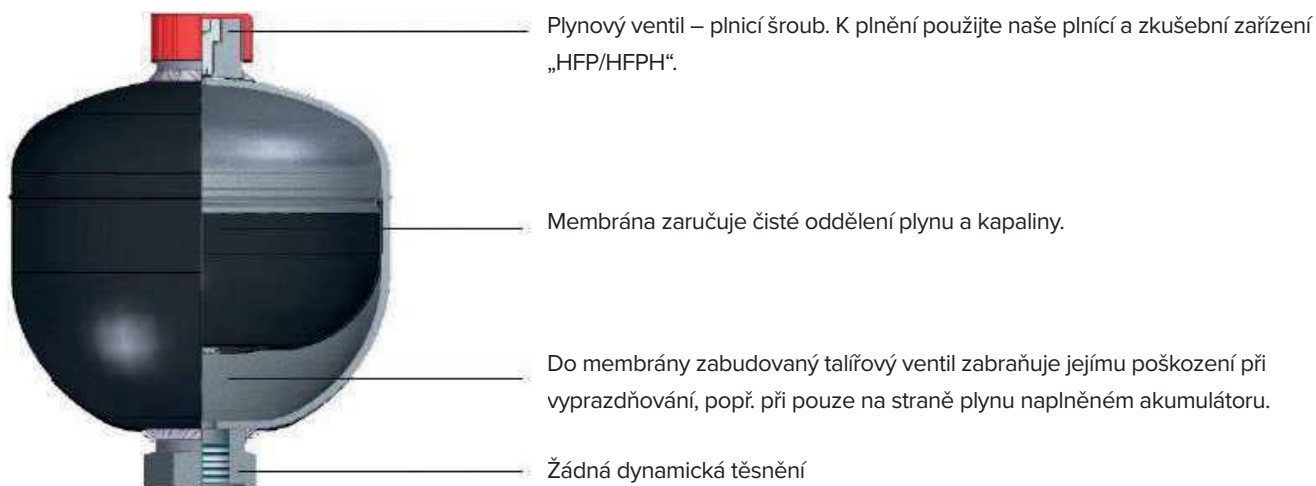 Plynový ventil – plnicí šroub. K plnění použijte naše plnící a zkušební zařízení
„HFP/HFPH“.
Membrána zaručuje čisté oddělení plynu a kapaliny.
Do membrány zabudovaný talířový ventil zabraňuje jejímu poškození při
vyprazdňování, popř. při pouze na straně plynu naplněném akumulátoru.
Žádná dynamická těsnění